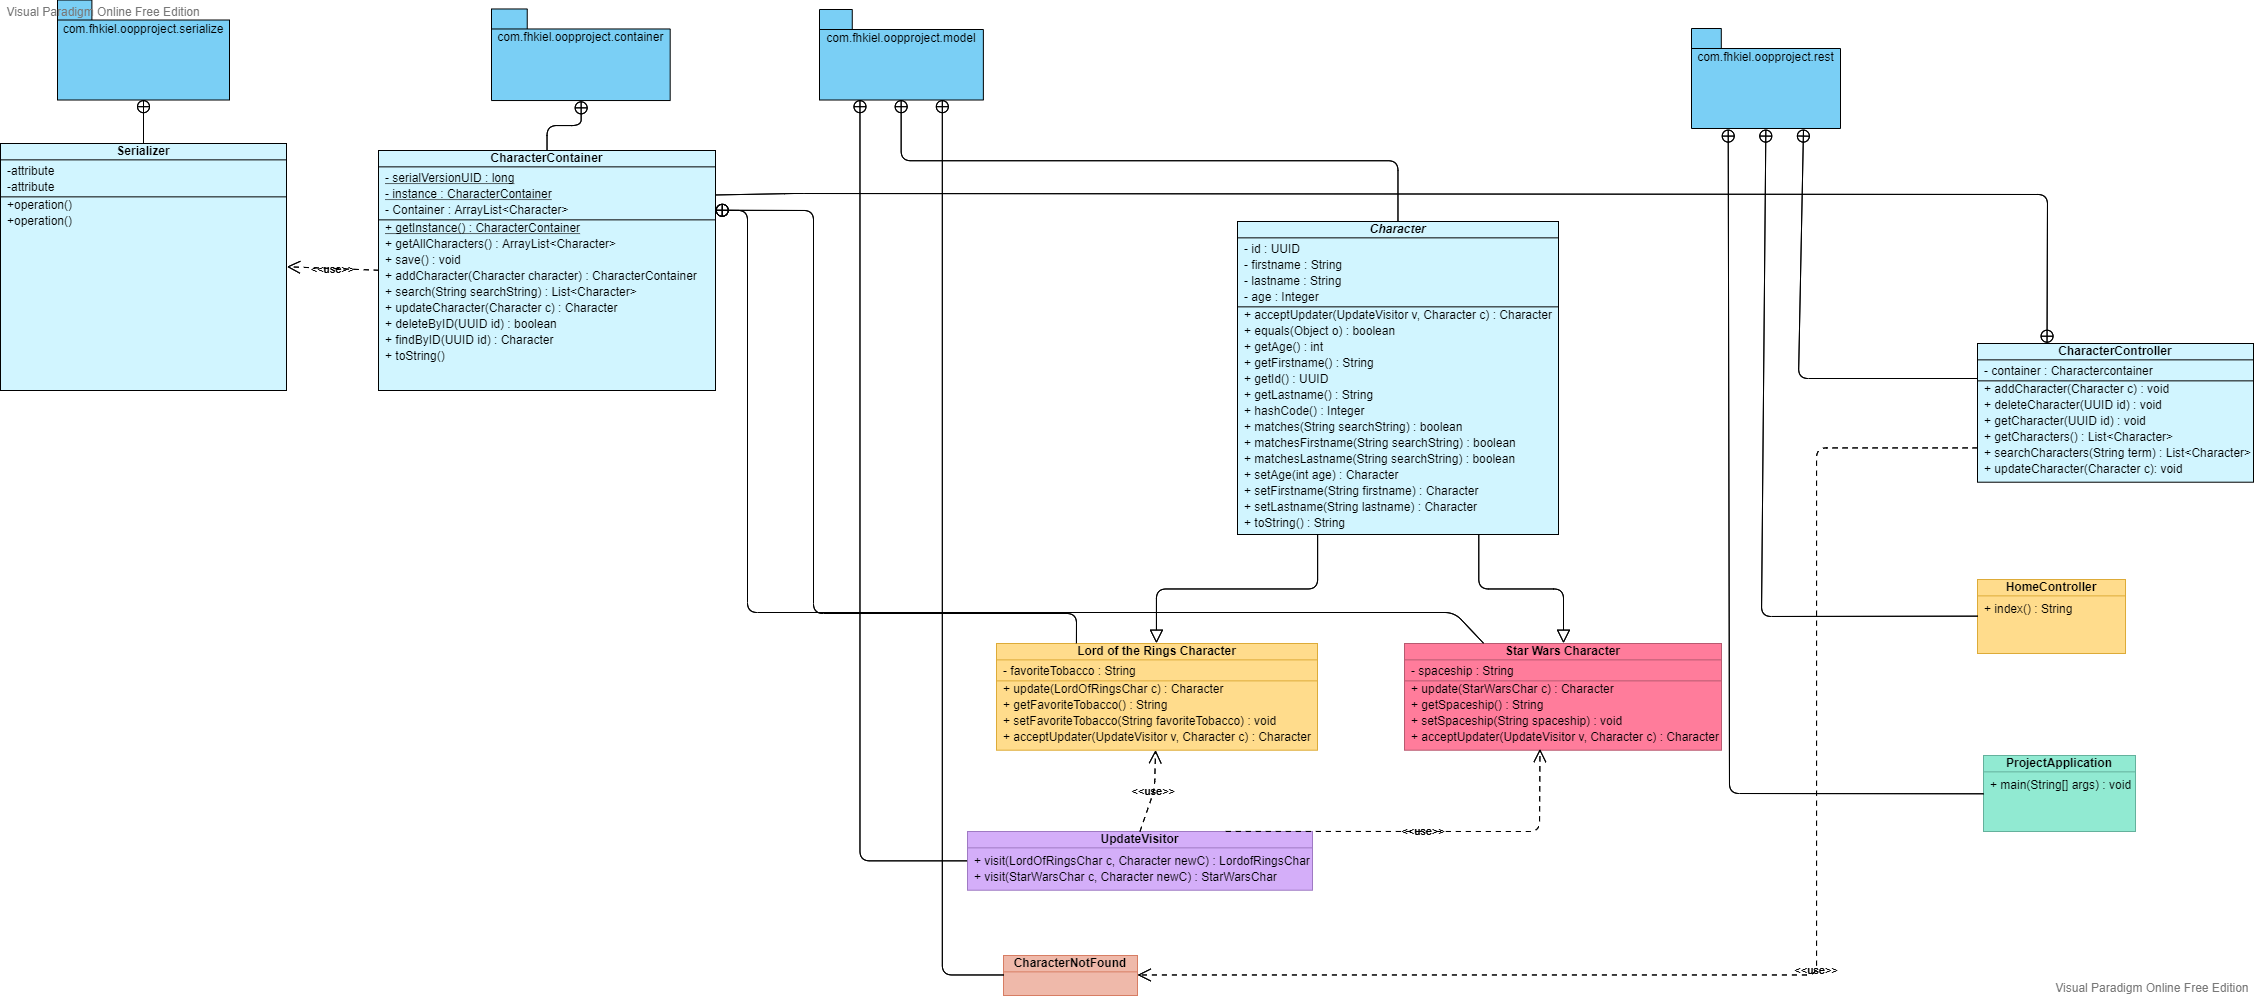 Visual Paradigm Online Free Edition
com.fhkiel.oopproject.serialize
com.fhkiel.oopproject.container
com.fhkiel.oopproject.model
com.fhkiel.oopproject.rest
Serializer
-attribute
-attribute
+operation()
+operation()
<<use>>
CharacterContainer
- serialVersionUID : long
- instance : CharacterContainer
- Container : ArrayList<Character>
+ getInstance() : CharacterContainer
+ getAllCharacters() : ArrayList<Character>
+ save() : void
+ addCharacter(Character character) : CharacterContainer
+ search(String searchString) : List<Character>
+ updateCharacter(Character c) : Character
+ deleteByID(UUID id) : boolean
+ findByID(UUID id) : Character
+ toString()
Character
- id : UUID
- firstname : String
- lastname : String
- age : Integer
+ acceptUpdater(UpdateVisitor v, Character c) : Character
+ equals(Object o) : boolean
+ getAge() : int
+ getFirstname() : String
+ getId() : UUID
+ getLastname() : String
+ hashCode() : Integer
+ matches(String searchString) : boolean
+ matchesFirstname(String searchString) : boolean
+ matchesLastname(String searchString) : boolean
+ setAge(int age) : Character
+ setFirstname(String firstname) : Character
+ setLastname(String lastname) : Character
+ toString() : String
CharacterController
- container : Charactercontainer
+ addCharacter(Character c) : void
+ deleteCharacter(UUID id) : void
+ getCharacter(UUID id) : void
+ getCharacters() : List<Character>
+ searchCharacters(String term) : List<Character>
+ updateCharacter(Character c): void
HomeController
+ index() : String
Lord of the Rings Character
- favoriteTobacco : String
+ update(LordOfRingsChar c) : Character
+ getFavoriteTobacco() : String
+ setFavoriteTobacco(String favoriteTobacco) : void
+ acceptUpdater(UpdateVisitor v, Character c) : Character
Star Wars Character
- spaceship : String
+ update(StarWarsChar c) : Character
+ getSpaceship() : String
+ setSpaceship(String spaceship) : void
+ acceptUpdater(UpdateVisitor v, Character c) : Character
ProjectApplication
+ main(String[] args) : void
<<use>>
<<use>>
UpdateVisitor
+ visit(LordOfRingsChar c, Character newC) : LordofRingsChar
+ visit(StarWarsChar c, Character newC) : StarWarsChar
CharacterNotFound
<<use>>
Visual Paradigm Online Free Edition